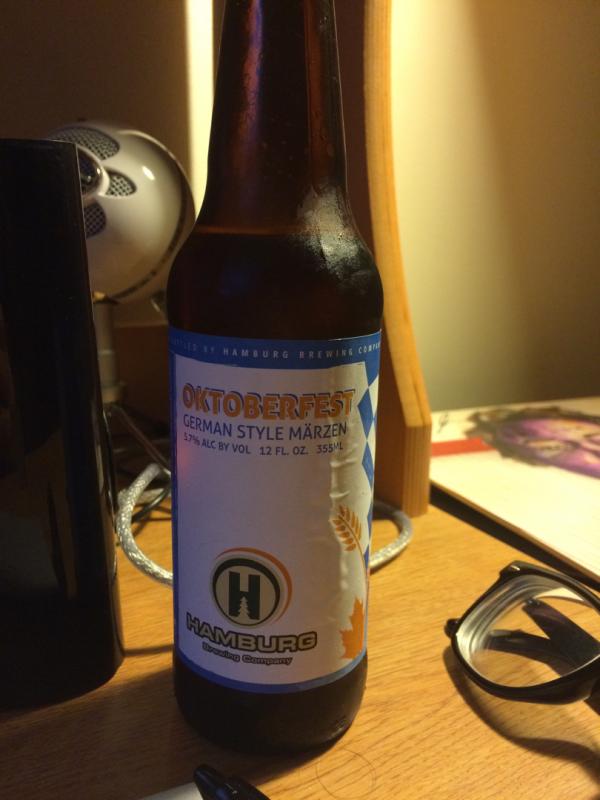 BY HAMBURG BREWING
OKTOBERFEST
GERMAN STYLE MÄRZEN
5.7% ALC BY VOL 12 FL. OZ. 355ML
H
HAMBURG
Brewing Company